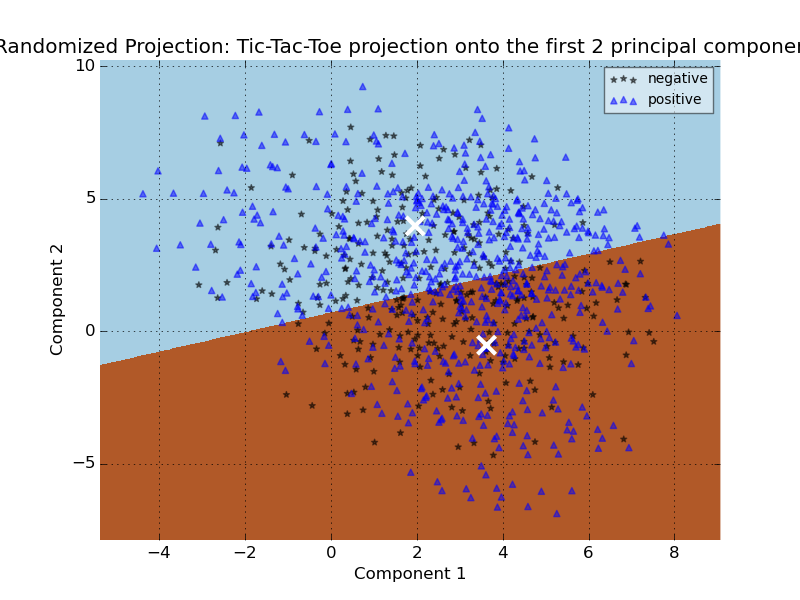 Randomized Projection: Tic-Tac-Toe projection onto the first 2 principal
negative
positive
10
5
0
−5
Component 2
−4 −2 0 2 4 6 8
Component 1